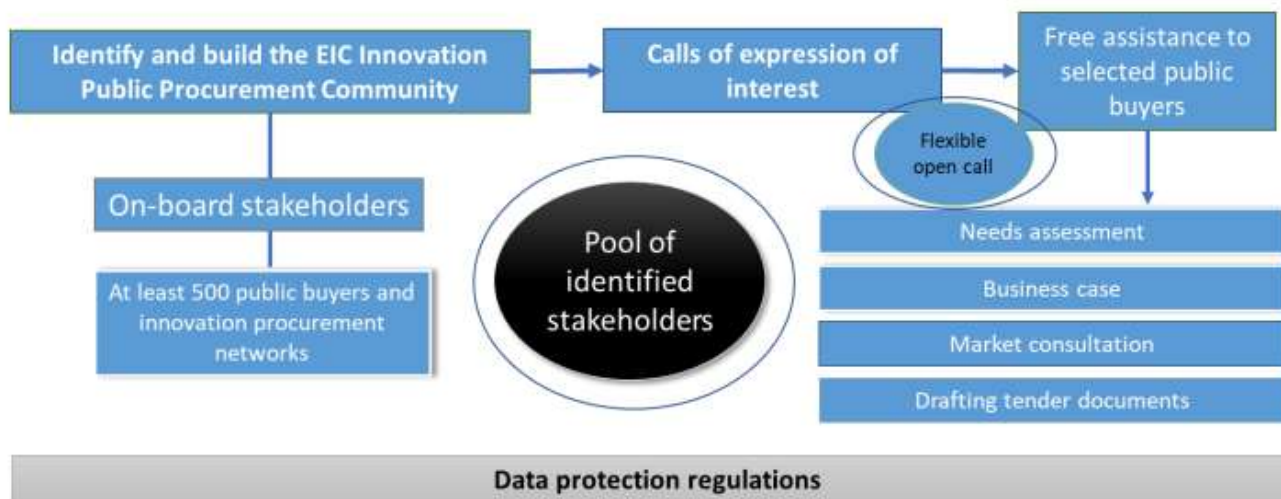 Identify and build the EIC Innovation
Public Procurement Community
Calls of expression of
interest
Free assistance to
selected public
buyers
Flexible
open call
On-board stakeholders
At least 500 public buyers and
innovation procurement
networks
Pool of
identified
stakeholders
Needs assessment
Business case
Market consultation
Drafting tender documents
Data protection regulations